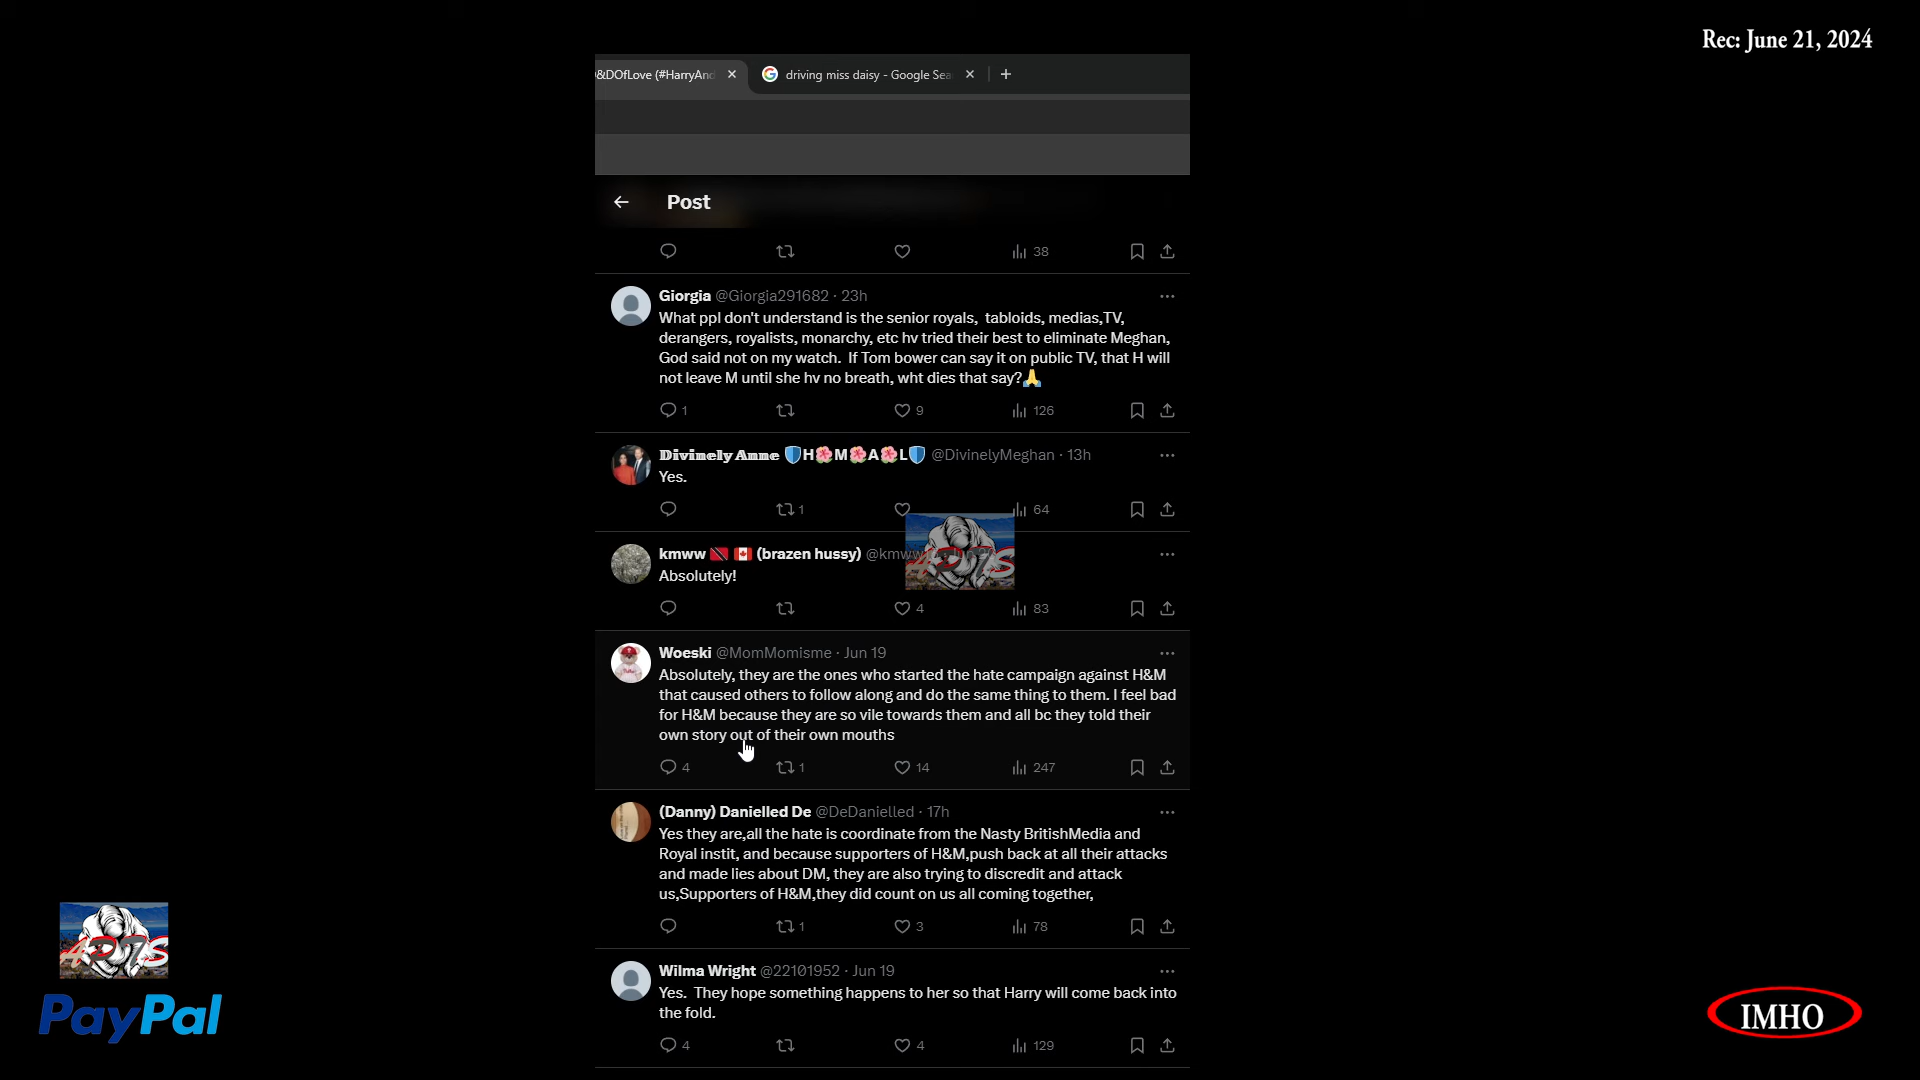 Rec: June 21, 2024
&DOfLove (#HarryAnd
driving miss daisy - Google Sea
Post
38
Giorgia @Giorgia291682 · 23h
What ppl don't understand is the senior royals,  tabloids, medias,TV,
derangers, royalists, monarchy, etc hv tried their best to eliminate Meghan,
God said not on my watch.  If Tom bower can say it on public TV, that H will
not leave M until she hv no breath, wht dies that say?🙏
1 9 126
Divinely Anne 🛡️H🌺M🌺A🌺L🛡️ @DivinelyMeghan · 13h
Yes.
1 64
kmww 🇹🇹 🇨🇦 (brazen hussy) @kmww
Absolutely!
4 83
Woeski @MomMomisme · Jun 19
Absolutely, they are the ones who started the hate campaign against H&M
that caused others to follow along and do the same thing to them. I feel bad
for H&M because they are so vile towards them and all bc they told their
own story out of their own mouths
4 1 14 247
(Danny) Danielled De @DeDanielled · 17h
Yes they are,all the hate is coordinate from the Nasty BritishMedia and
Royal instit, and because supporters of H&M,push back at all their attacks
and made lies about DM, they are also trying to discredit and attack
us,Supporters of H&M,they did count on us all coming together,
1 3 78
Wilma Wright @22101952 · Jun 19
Yes.  They hope something happens to her so that Harry will come back into
the fold.
4 4 129
PayPal
IMHO